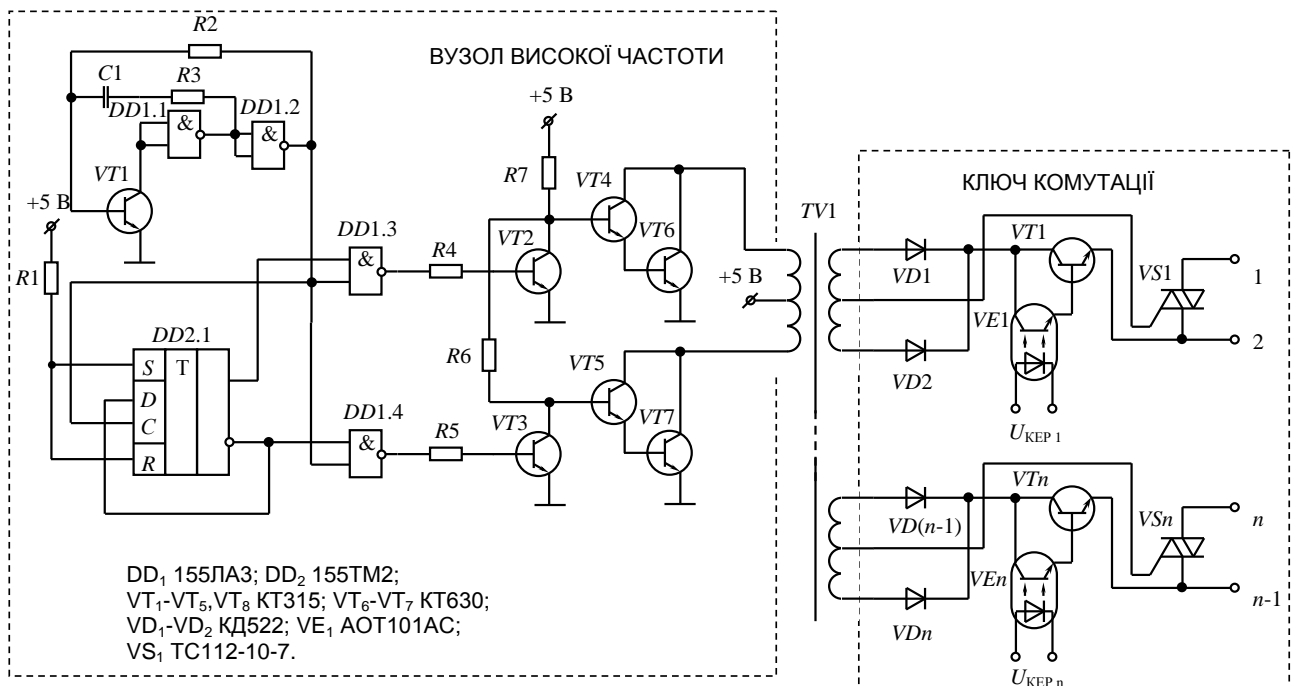 R2
ВУЗОЛ ВИСОКОЇ ЧАСТОТИ
C1
R3
DD1.1
DD1.2
&
&
+5 В
VT1
R7
VT4
КЛЮЧ КОМУТАЦІЇ
+5 В
TV1
DD1.3
VT2
VT6
VT1
&
R4
R1
+5 В
VD1
VS1
1
VE1
2
DD2.1
R6
VT5
VD2
S
T
D
C
R
DD1.4
VT3
VT7
&
R5
UКЕР 1
VTn
VD(n-1)
VSn
n
VEn
n-1
VDn
DD1 155ЛА3; DD2 155ТМ2;
VT1-VT5,VT8 КТ315; VT6-VT7 КТ630;
VD1-VD2 КД522; VE1 АОТ101АС;
VS1 ТС112-10-7.
UКЕР n